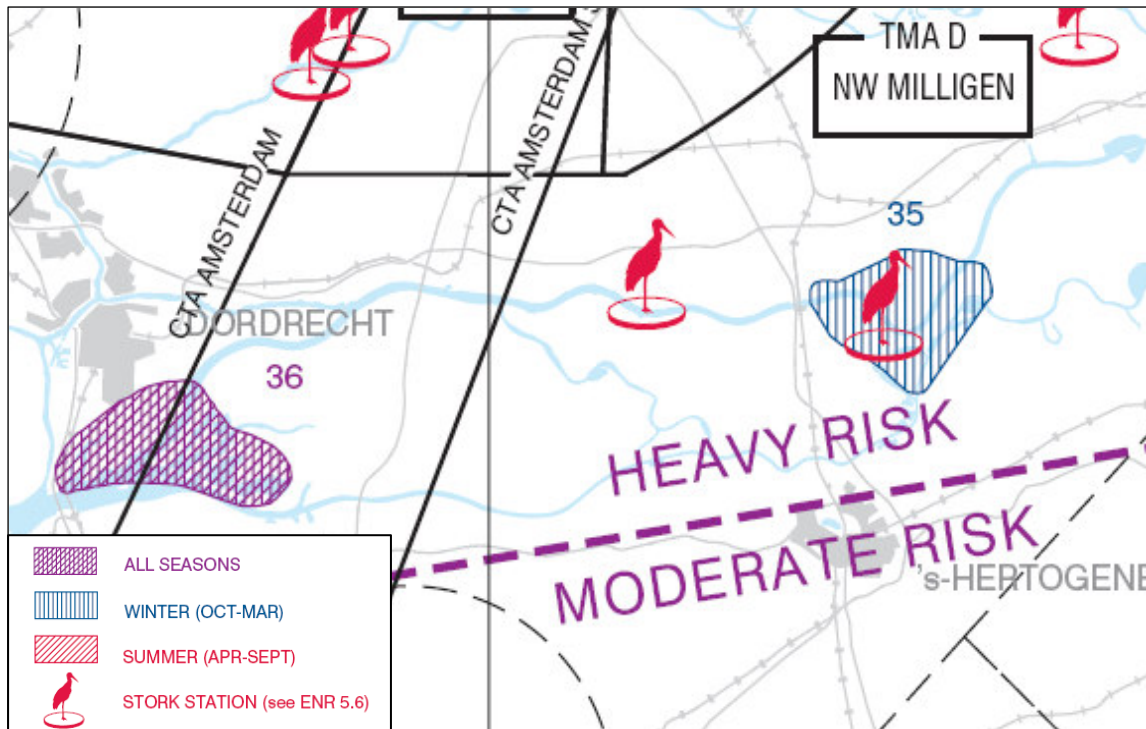 TMA D
NW MILLIGEN
CTA AMSTERDAM
CTA AMSTERDAM
35
DORDRECHT
36
HEAVY RISK
MODERATE RISK
's-HERTOGENE
ALL SEASONS
WINTER (OCT-MAR)
SUMMER (APR-SEPT)
STORK STATION (see ENR 5.6)